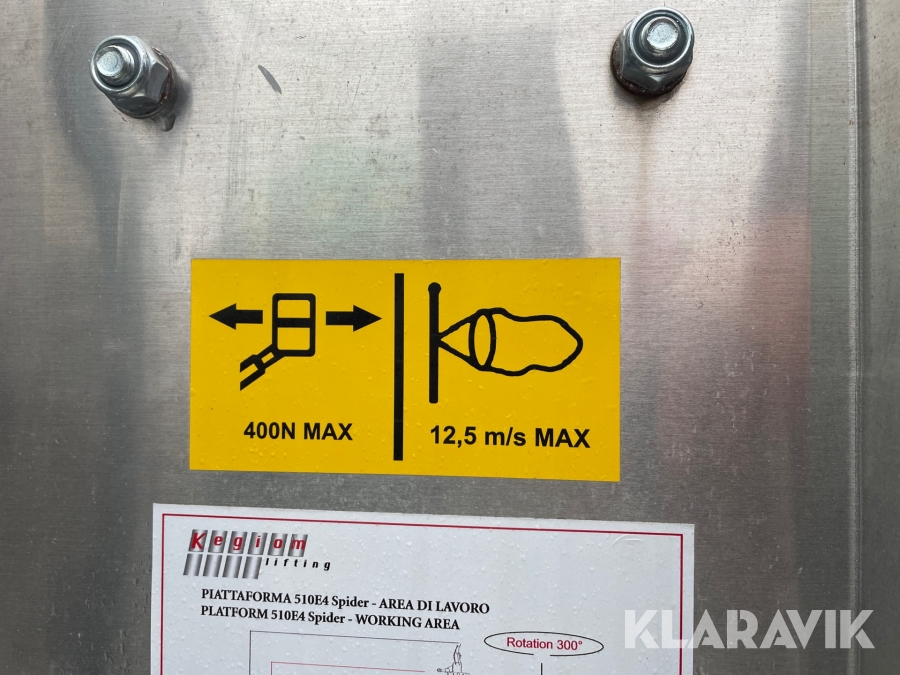 400N MAX
12,5 m/s MAX
Kegiom
lifting
PIATTAFORMA 510E4 Spider - AREA DI LAVORO
PLATFORM 510E4 Spider - WORKING AREA
Rotation 300°
KLARAVIK